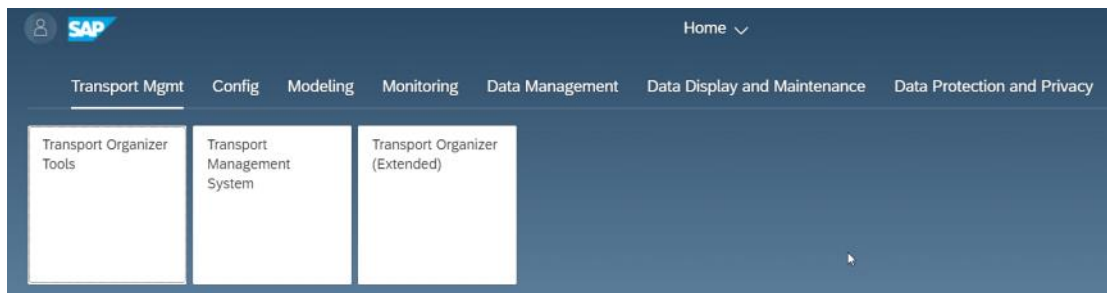 SAP
Home
Transport Mgmt Config Modeling Monitoring Data Management Data Display and Maintenance Data Protection and Privacy
Transport Organizer
Tools
Transport
Management
System
Transport Organizer
(Extended)